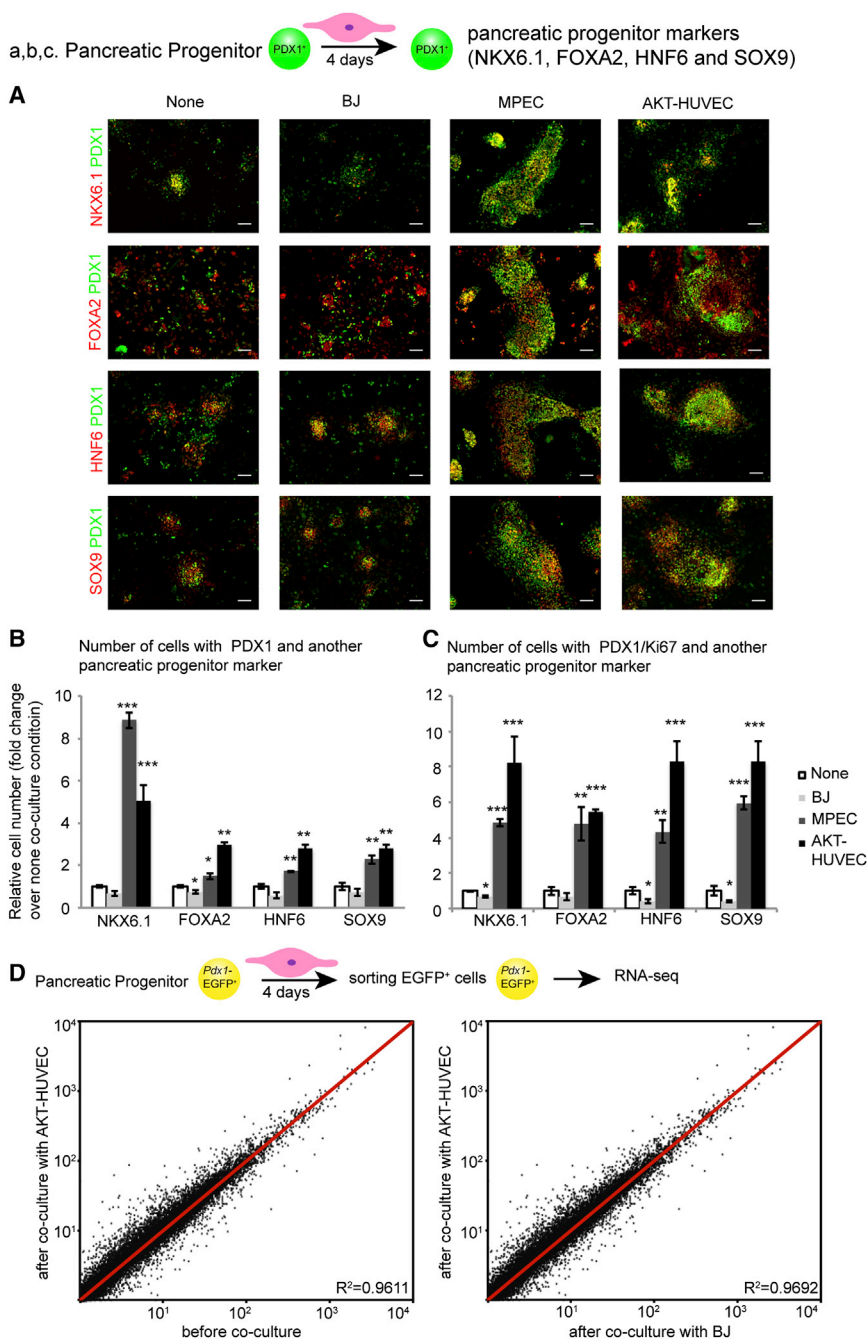 a,b,c. Pancreatic Progenitor PDX1⁺ 4 days PDX1⁺ pancreatic progenitor markers
(NKX6.1, FOXA2, HNF6 and SOX9)
A
None BJ MPEC AKT-HUVEC
NKX6.1 PDX1
FOXA2 PDX1
HNF6 PDX1
SOX9 PDX1
B
Number of cells with PDX1 and another
pancreatic progenitor marker
Relative cell number (fold change
over none co-culture conditoin)
10
8
6
4
2
0
*** *** * * ** ** ** ** **
NKX6.1 FOXA2 HNF6 SOX9
C
Number of cells with PDX1/Ki67 and another
pancreatic progenitor marker
12
10
8
6
4
2
0
* *** *** ** *** * ** *** * *** ***
NKX6.1 FOXA2 HNF6 SOX9
None
BJ
MPEC
AKT-
HUVEC
D
Pancreatic Progenitor Pdx1-
EGFP⁺ 4 days sorting EGFP⁺ cells Pdx1-
EGFP⁺ RNA-seq
after co-culture with AKT-HUVEC
10⁴
10³
10²
10¹
R²=0.9611
10¹ 10² 10³ 10⁴
before co-culture
after co-culture with AKT-HUVEC
10⁴
10³
10²
10¹
R²=0.9692
10¹ 10² 10³ 10⁴
after co-culture with BJ